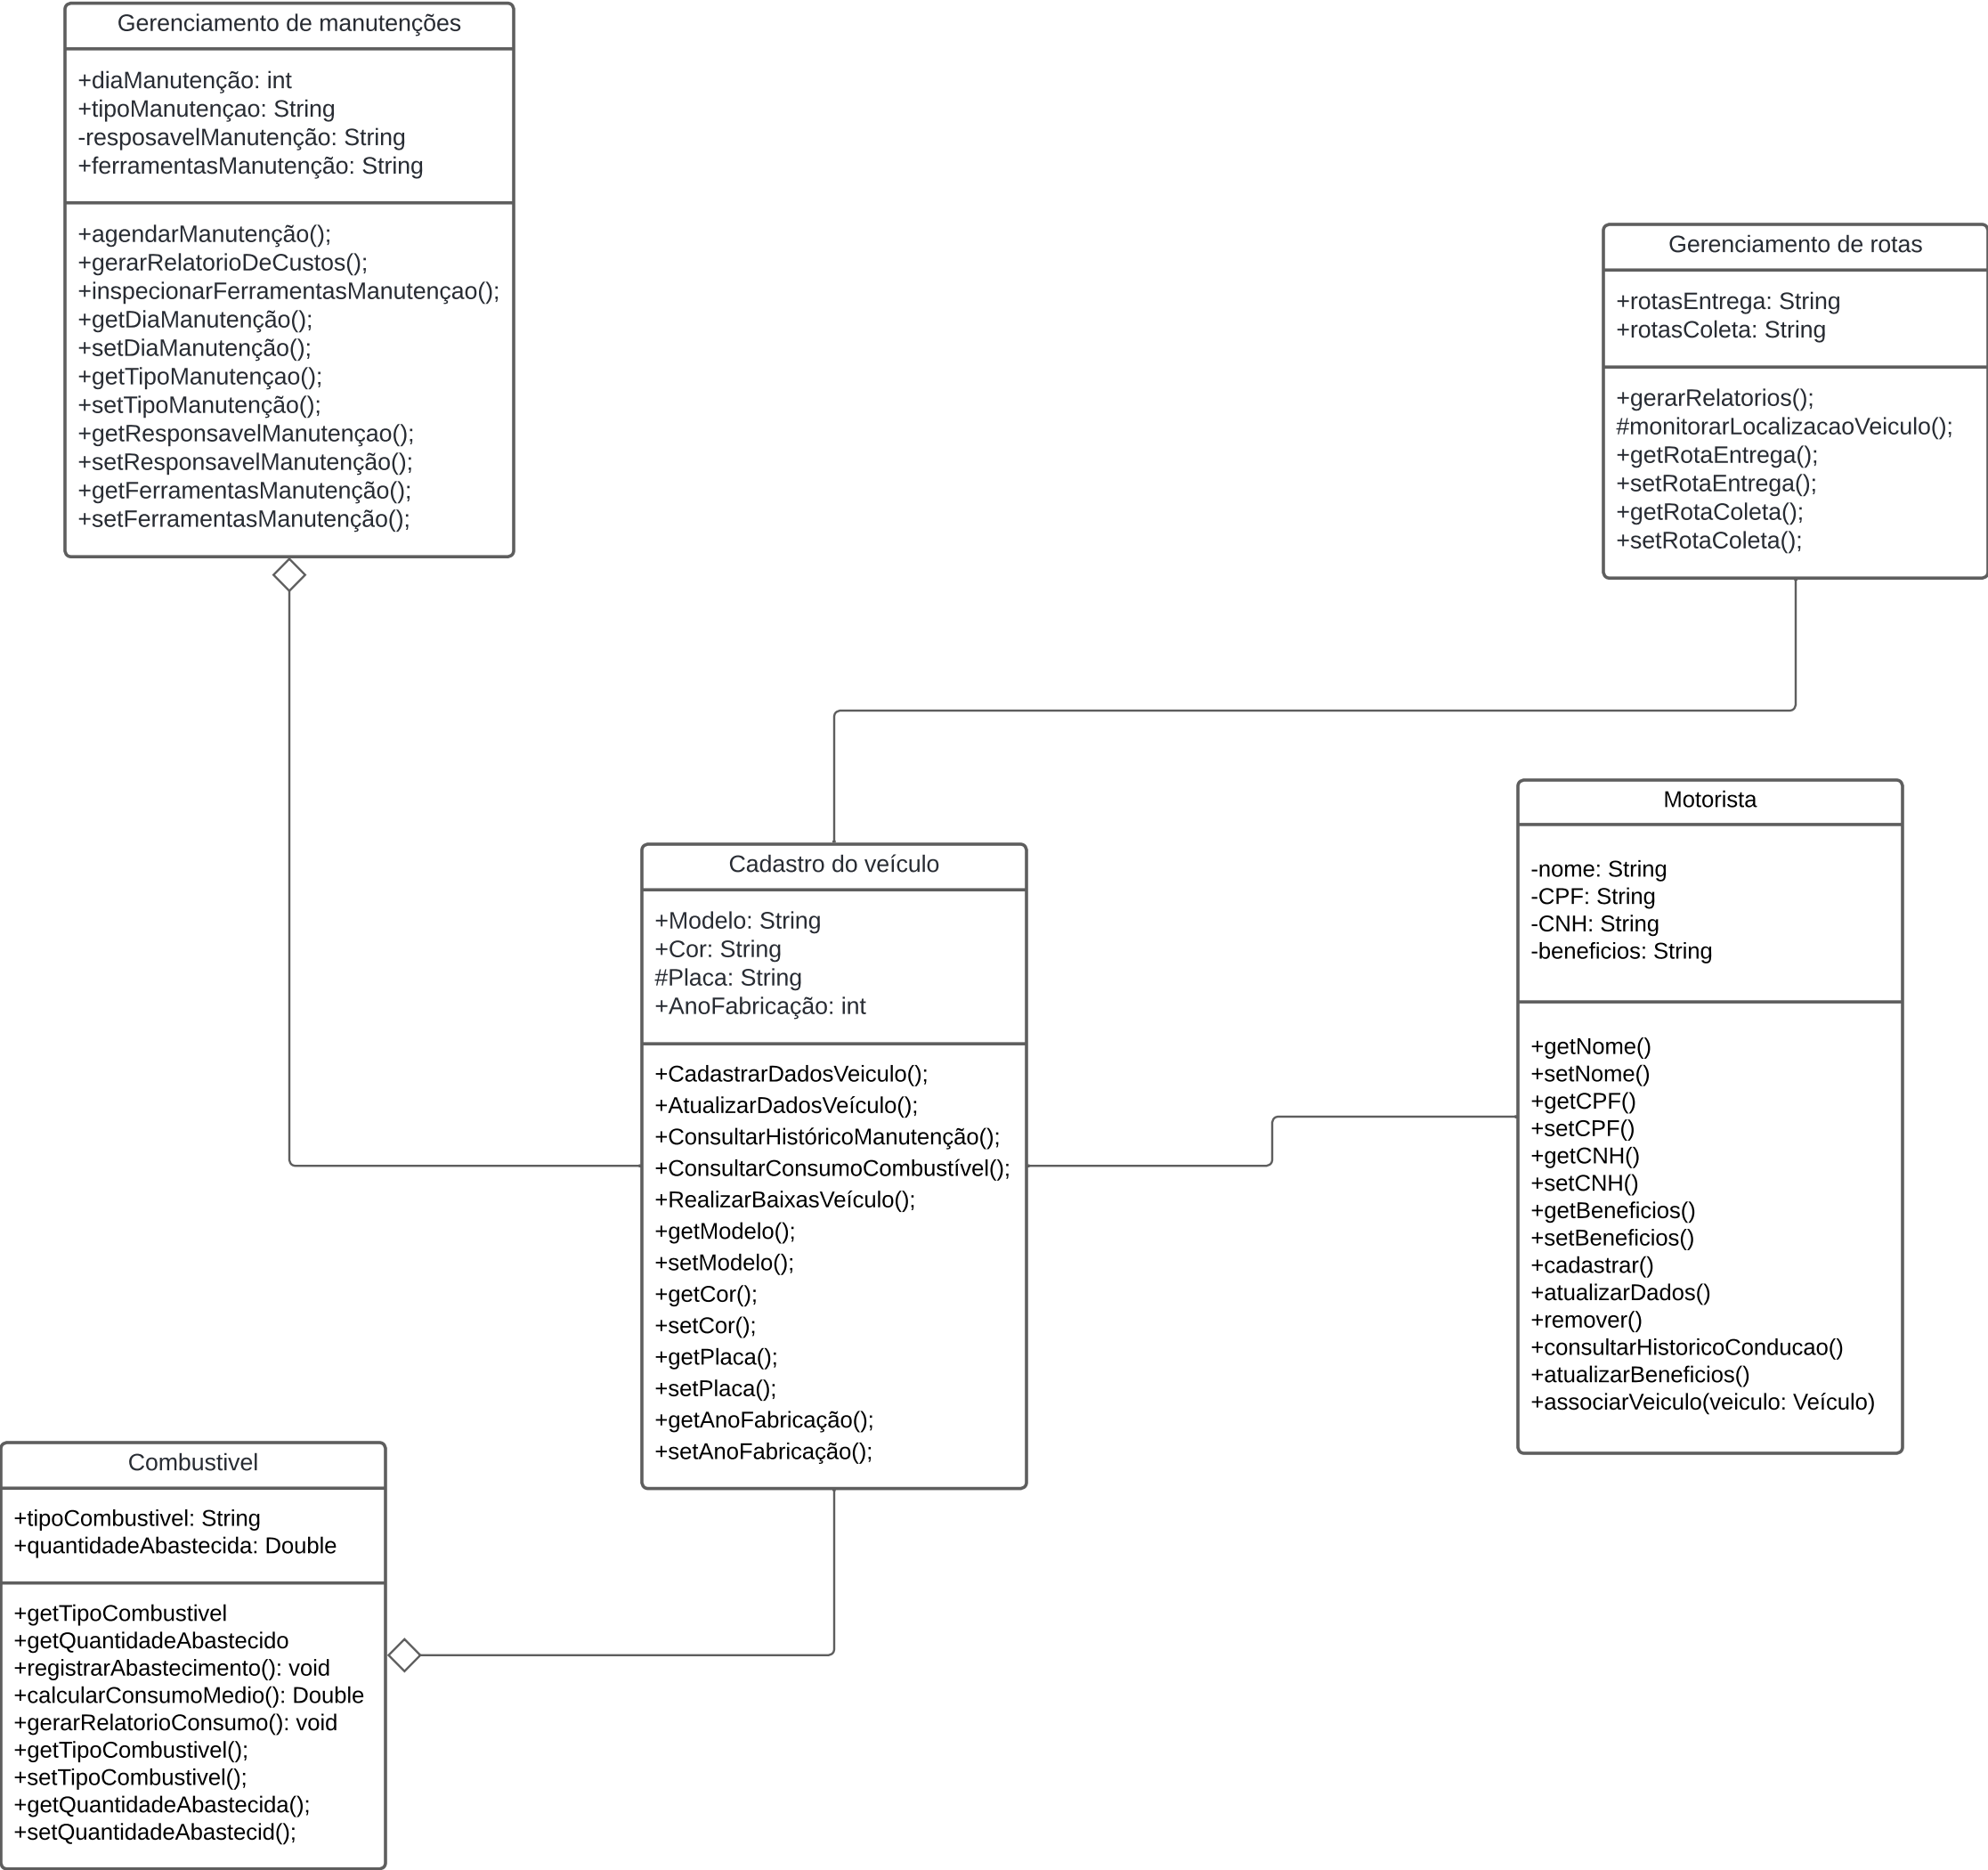 Gerenciamento de manutenções
+diaManutenção: int
+tipoManutençao: String
-resposavelManutenção: String
+ferramentasManutenção: String
+agendarManutenção();
+gerarRelatorioDeCustos();
+inspecionarFerramentasManutençao();
+getDiaManutenção();
+setDiaManutenção();
+getTipoManutençao();
+setTipoManutenção();
+getResponsavelManutençao();
+setResponsavelManutenção();
+getFerramentasManutenção();
+setFerramentasManutenção();
Gerenciamento de rotas
+rotasEntrega: String
+rotasColeta: String
+gerarRelatorios();
#monitorarLocalizacaoVeiculo();
+getRotaEntrega();
+setRotaEntrega();
+getRotaColeta();
+setRotaColeta();
Cadastro do veículo
+Modelo: String
+Cor: String
#Placa: String
+AnoFabricação: int
+CadastrarDadosVeiculo();
+AtualizarDadosVeículo();
+ConsultarHistóricoManutenção();
+ConsultarConsumoCombustível();
+RealizarBaixasVeículo();
+getModelo();
+setModelo();
+getCor();
+setCor();
+getPlaca();
+setPlaca();
+getAnoFabricação();
+setAnoFabricação();
Motorista
-nome: String
-CPF: String
-CNH: String
-beneficios: String
+getNome()
+setNome()
+getCPF()
+setCPF()
+getCNH()
+setCNH()
+getBeneficios()
+setBeneficios()
+cadastrar()
+atualizarDados()
+remover()
+consultarHistoricoConducao()
+atualizarBeneficios()
+associarVeiculo(veiculo: Veículo)
Combustivel
+tipoCombustivel: String
+quantidadeAbastecida: Double
+getTipoCombustivel
+getQuantidadeAbastecido
+registrarAbastecimento(): void
+calcularConsumoMedio(): Double
+gerarRelatorioConsumo(): void
+getTipoCombustivel();
+setTipoCombustivel();
+getQuantidadeAbastecida();
+setQuantidadeAbastecid();